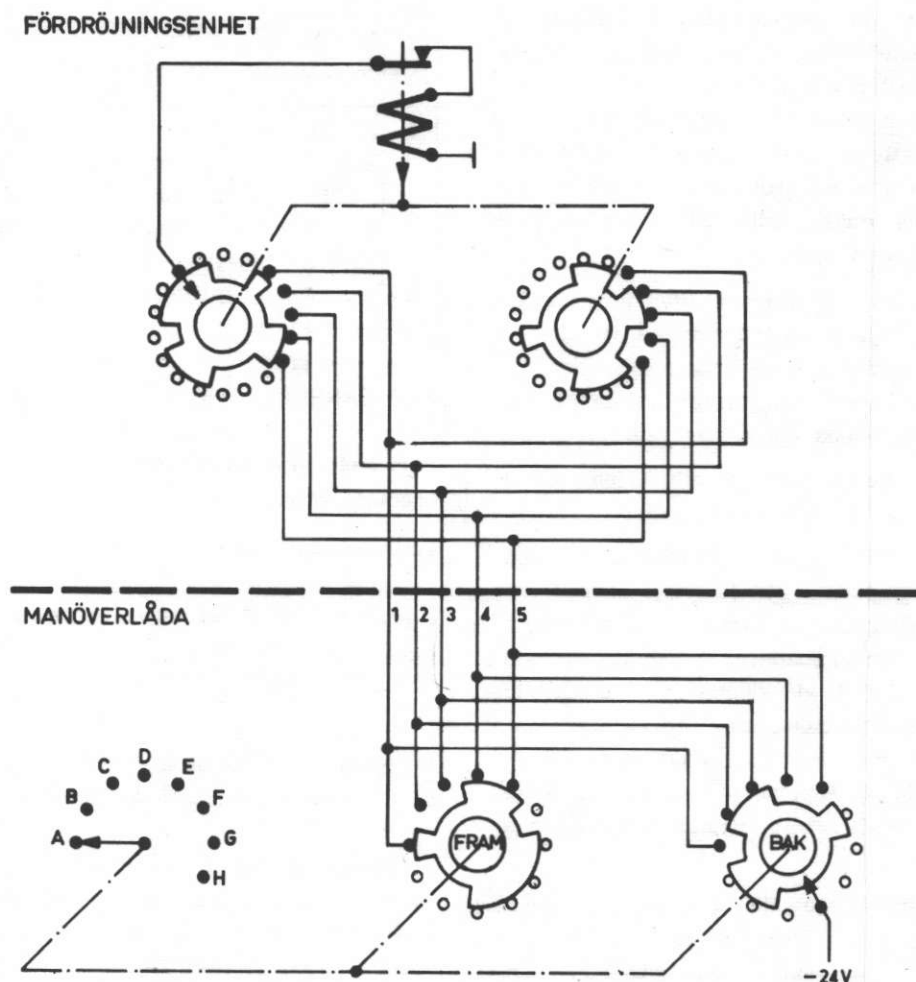 FÖRDRÖJNINGSENHET
MANÖVERLÅDA
1 2 3 4 5
D
C E
B F
A G
H
FRAM BAK
-24V